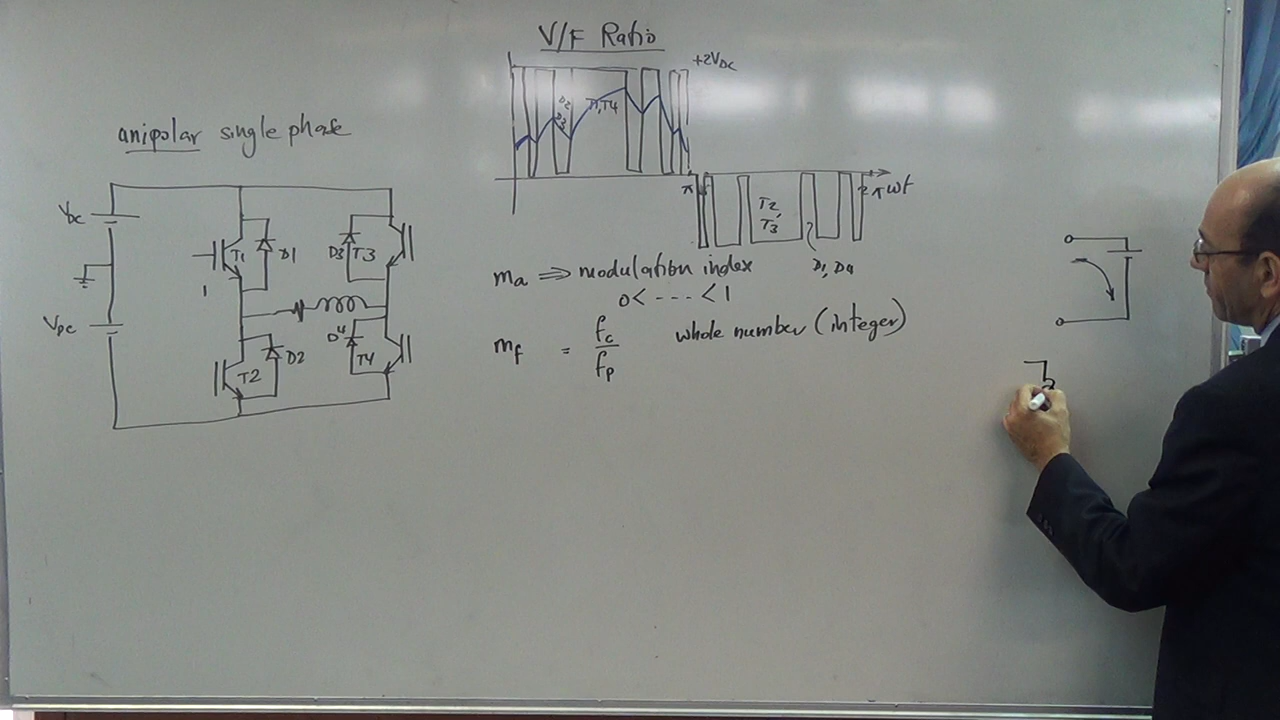 V/F Ratio
+2VDC
D2
D3
T1,T4
π
T2,
T3
2π ωt
D1, D4
anipolar single phase
VDC
T1
D1
D3
T3
1
VDC
T2
D2
D4
T4
ma ⇒ modulation index
0< --- <1
mf = fc/fp whole number (integer)